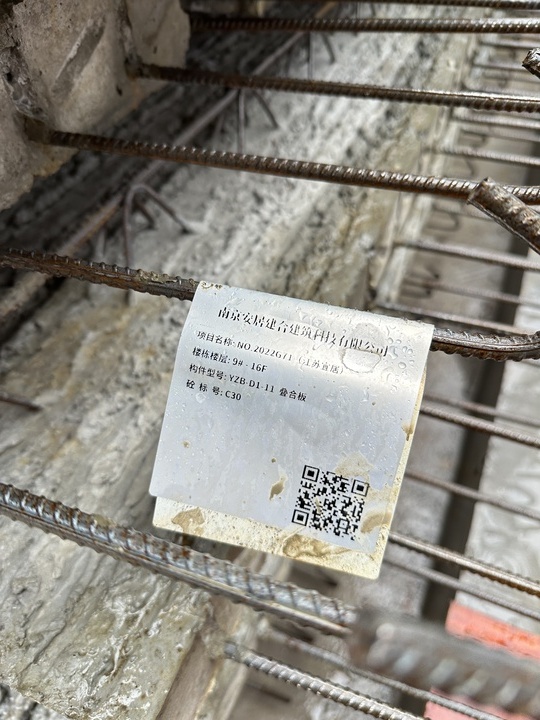 南京安居建合建筑科技有限公司
项目名称: NO.2022G71（江苏省居）
楼栋楼层: 9# - 16F
构件型号: YZB-D1-11 叠合板
砼 标 号: C30